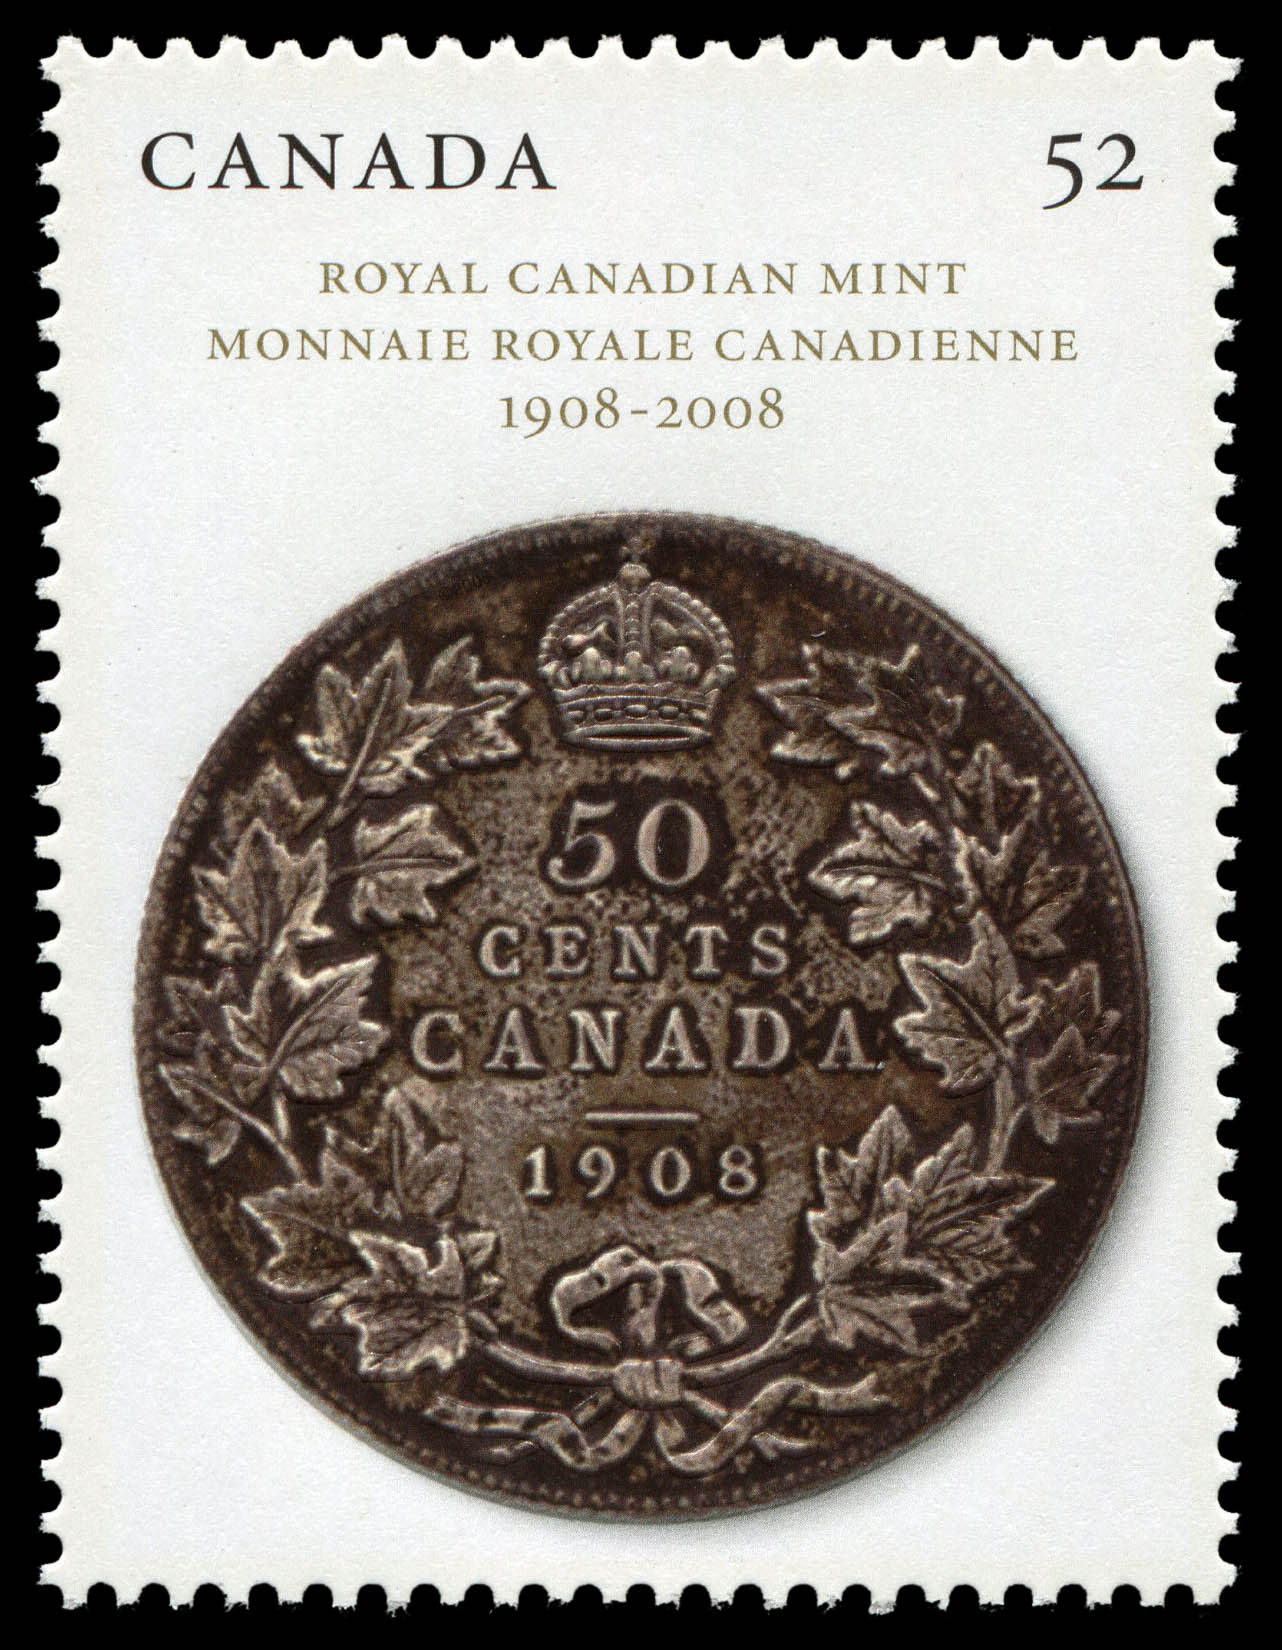 CANADA 52
ROYAL CANADIAN MINT
MONNAIE ROYALE CANADIENNE
1908-2008
50
CENTS
CANADA
1908